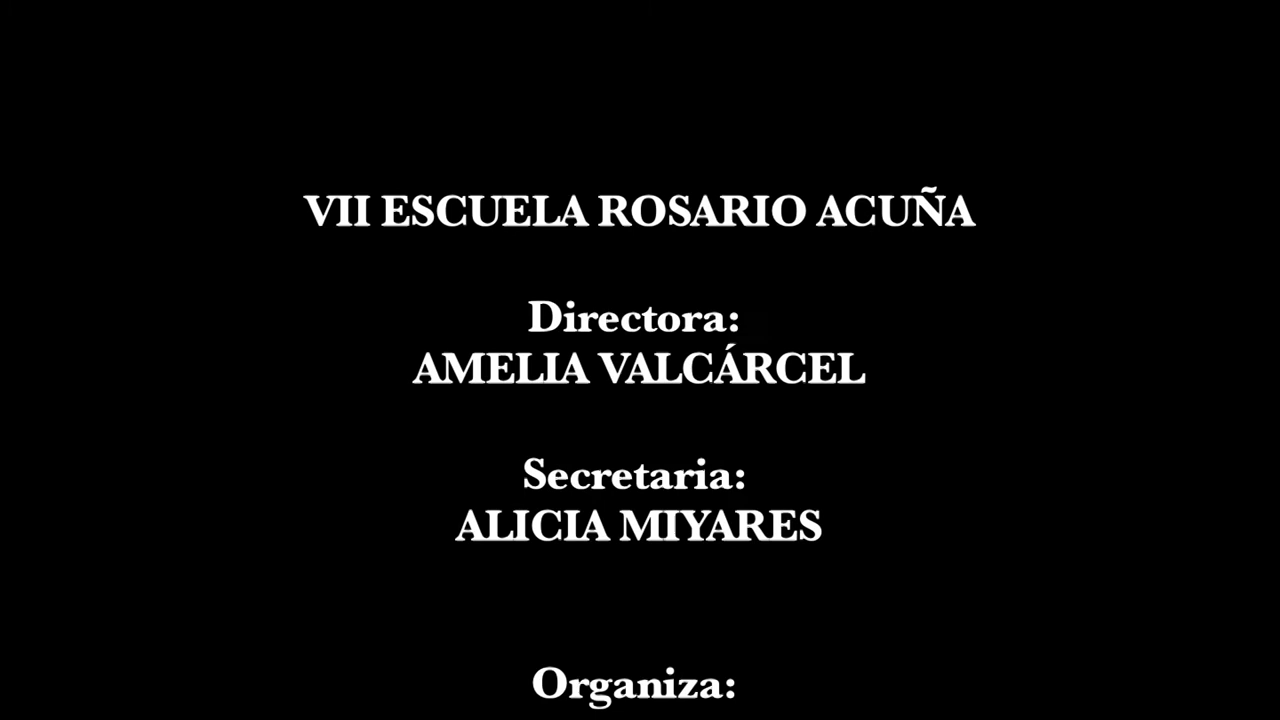 VII ESCUELA ROSARIO ACUÑA
Directora:
AMELIA VALCÁRCEL
Secretaria:
ALICIA MIYARES
Organiza: